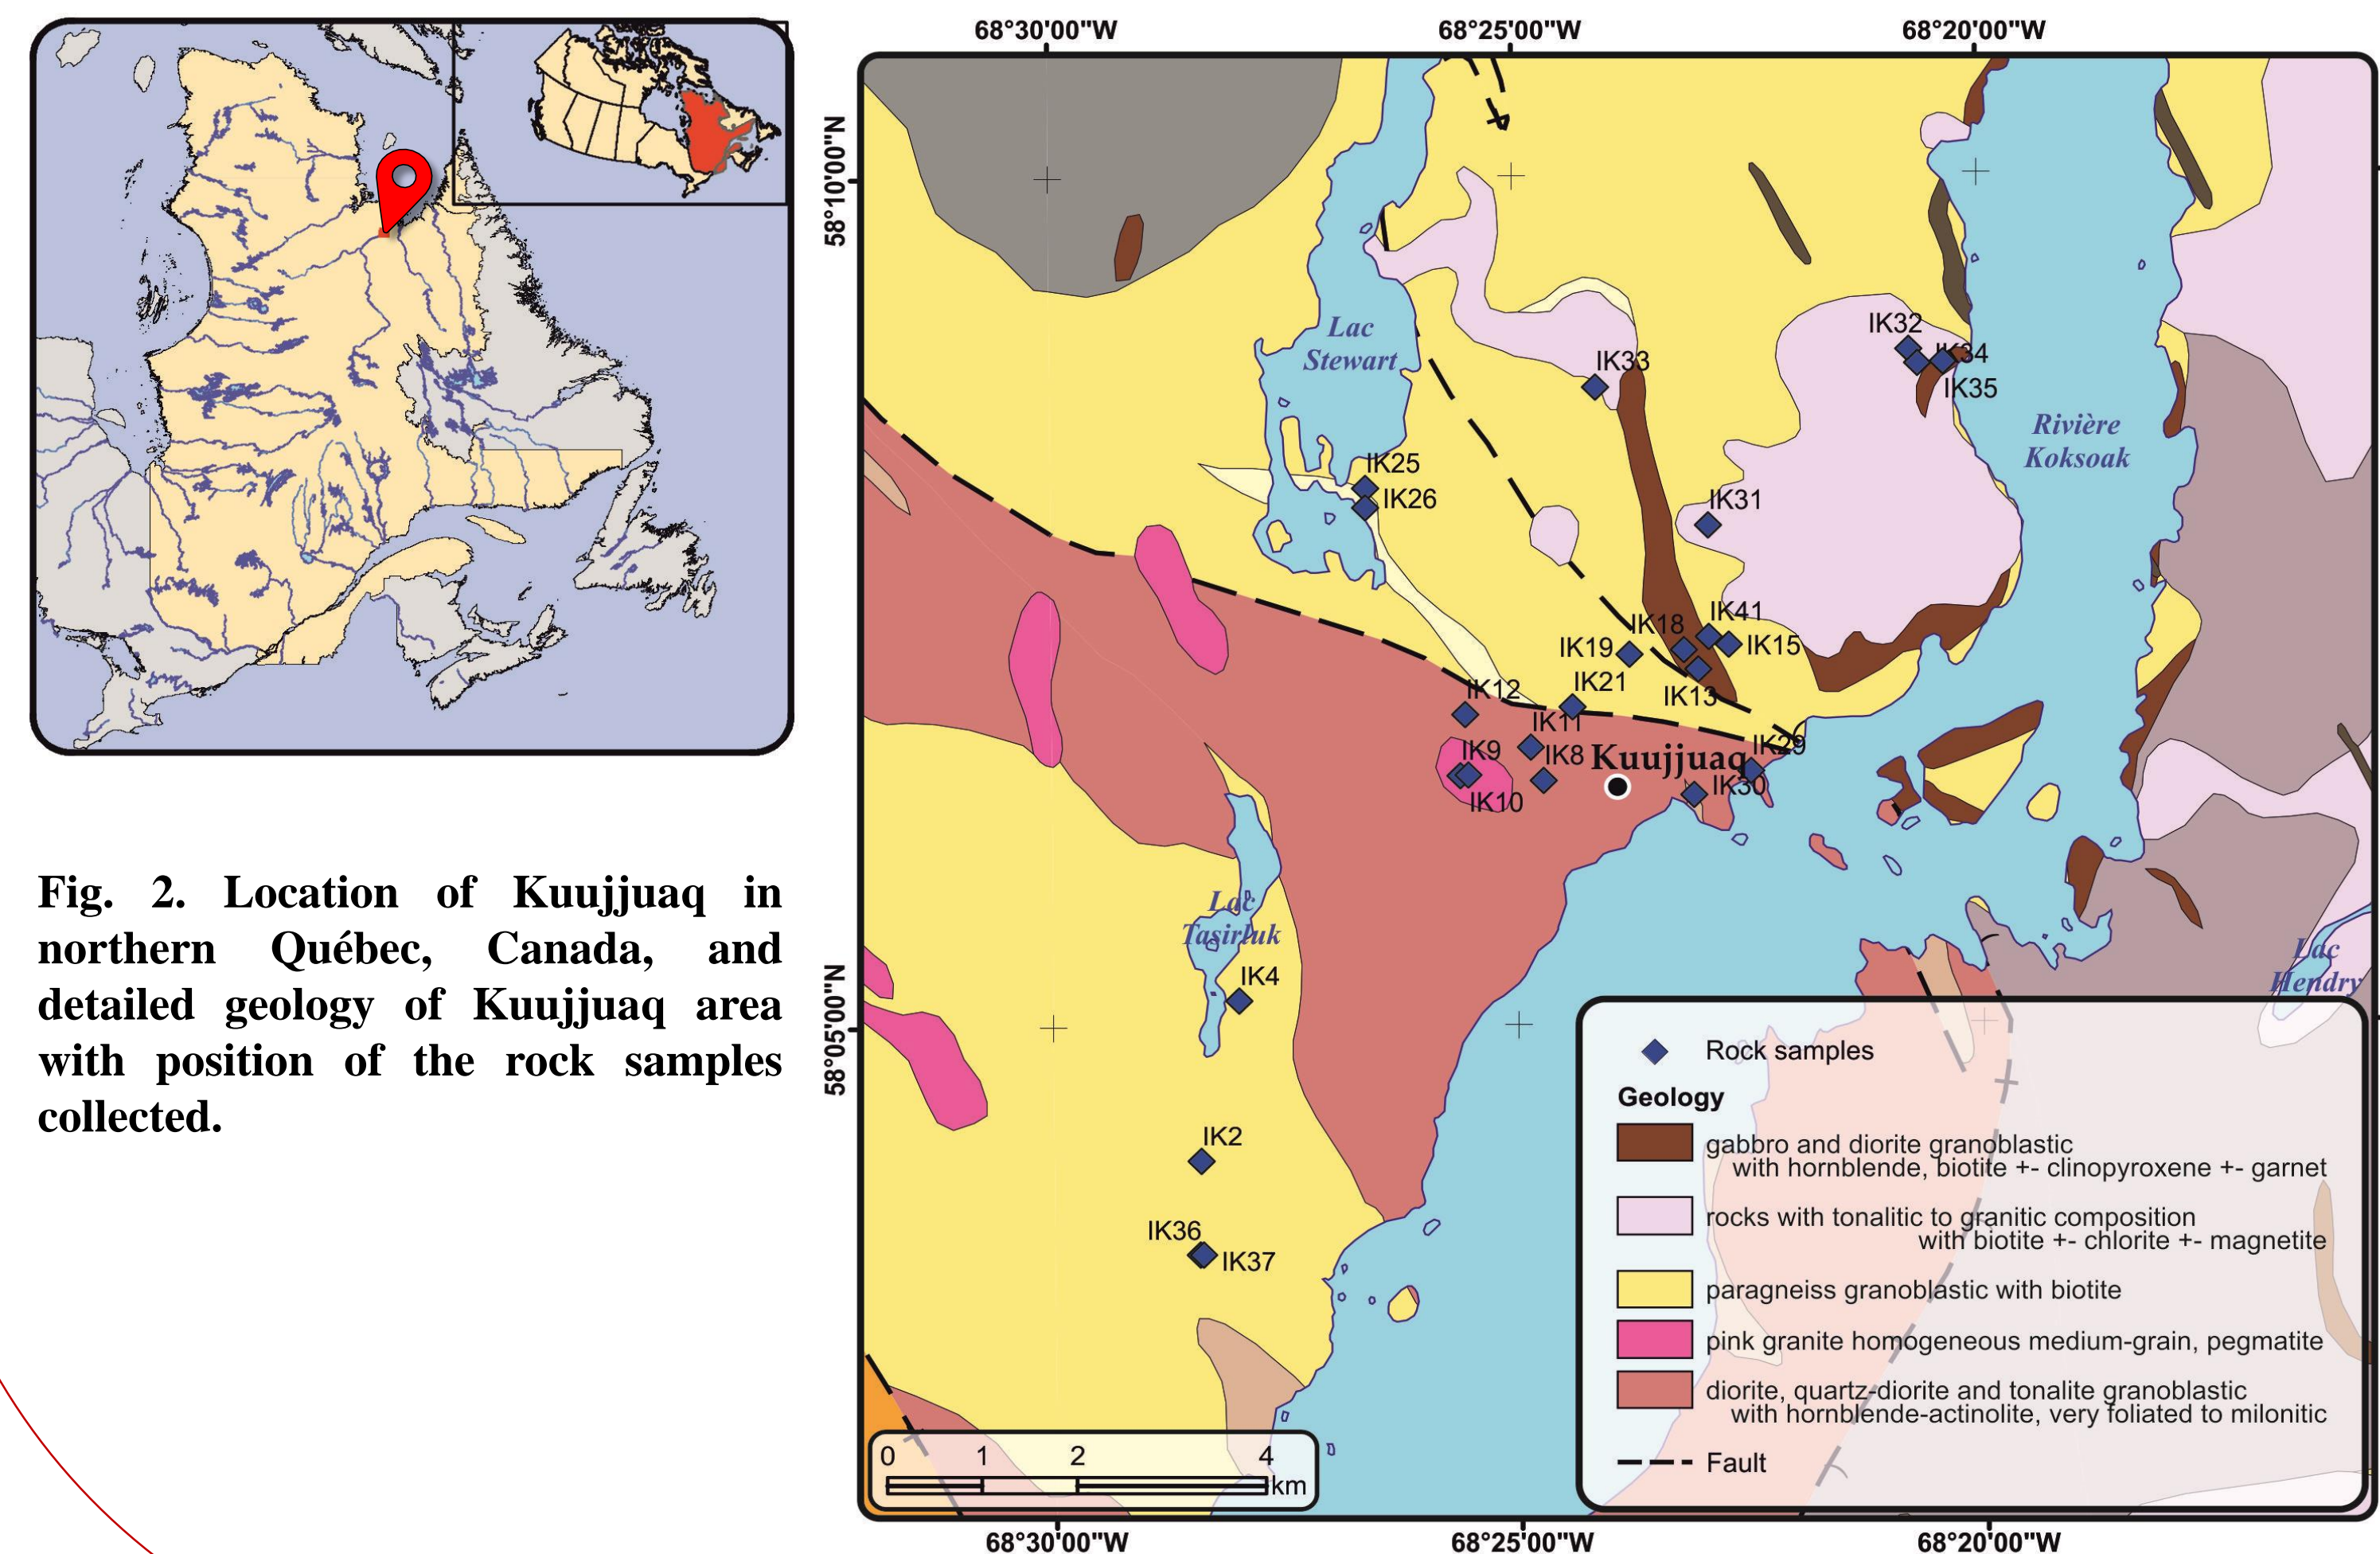 68°30'00"W 68°25'00"W 68°20'00"W
58°10'00"N
Lac
Stewart
IK32
IK34
IK33
IK35
Rivière
Koksoak
IK25
IK26
IK31
IK41
IK18
IK19
IK15
IK21
IK13
IK12
IK11
IK29
IK9
IK8
Kuujjuaq
IK30
IK10
Lac
Tasirluk
Lac
Hendry
IK4
58°05'00"N
IK2
IK36
IK37
Fig. 2. Location of Kuujjuaq in
northern Québec, Canada, and
detailed geology of Kuujjuaq area
with position of the rock samples
collected.
Rock samples
Geology
gabbro and diorite granoblastic
with hornblende, biotite +- clinopyroxene +- garnet
rocks with tonalitic to granitic composition
with biotite +- chlorite +- magnetite
paragneiss granoblastic with biotite
pink granite homogeneous medium-grain, pegmatite
diorite, quartz-diorite and tonalite granoblastic
with hornblende-actinolite, very foliated to milonitic
Fault
0 1 2 4
km
68°30'00"W 68°25'00"W 68°20'00"W